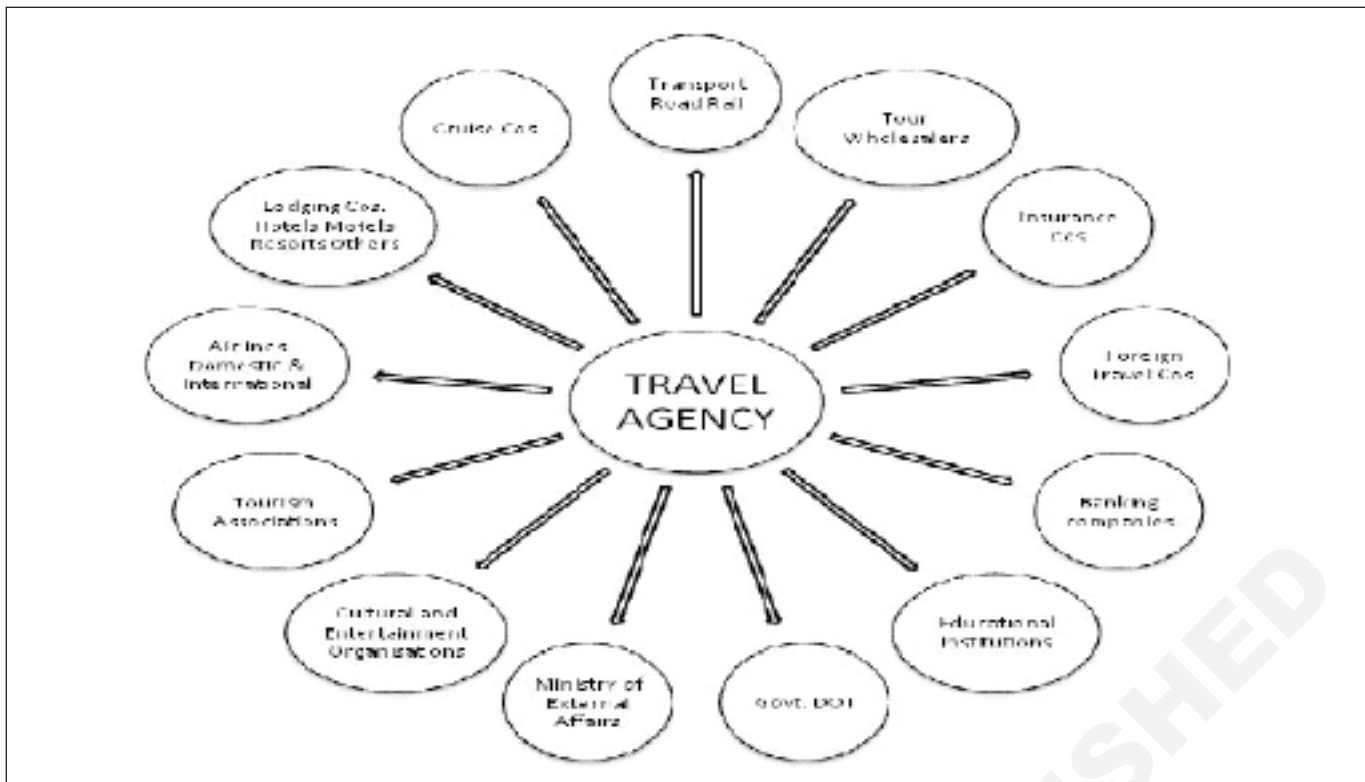 Transport
Road Rail
Tour
Wholesalers
Insurance
Cos
Foreign
Travel Cos
Banking
companies
Educational
Institutions
Govt. DOT
Ministry of
External
Affairs
Cultural and
Entertainment
Organisations
Tourism
Associations
Airlines
Domestic &
International
Lodging Cos.
Hotels Motels
Resorts Others
Cruise Cos
TRAVEL
AGENCY
SHED